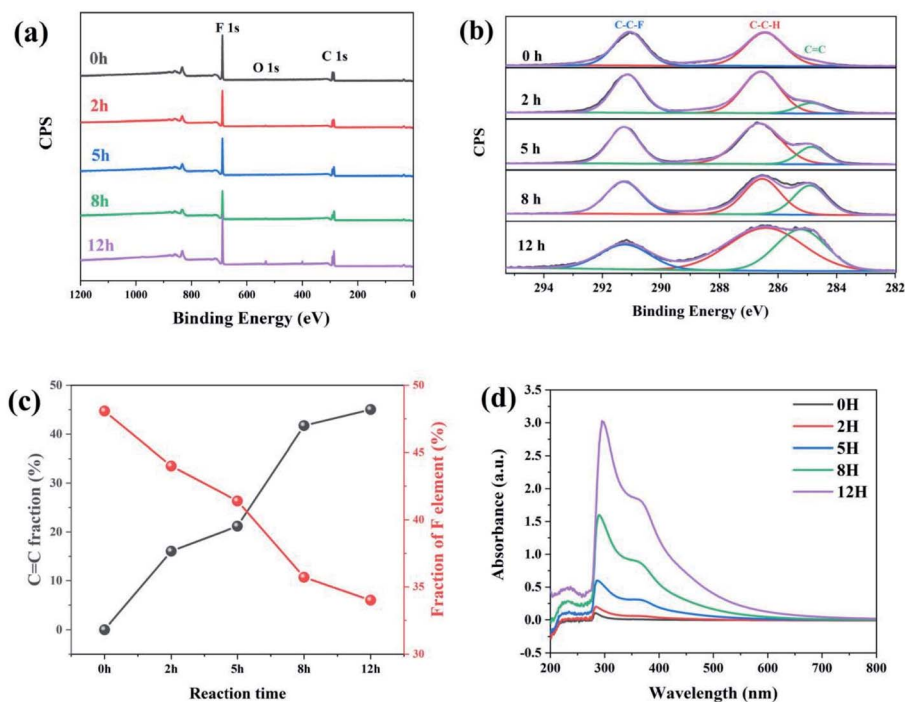 (a)
F 1s
O 1s
C 1s
0h
2h
5h
8h
12h
CPS
1200
1000
800
600
400
200
0
Binding Energy (eV)
(b)
C-C-F
C-C-H
C=C
0 h
2 h
5 h
8 h
12 h
CPS
294
292
290
288
286
284
282
Binding Energy (eV)
(c)
50
40
30
20
10
0
C=C fraction (%)
50
45
40
35
30
Fraction of F element (%)
0h
2h
5h
8h
12h
Reaction time
(d)
0H
2H
5H
8H
12H
3.5
3.0
2.5
2.0
1.5
1.0
0.5
0.0
-0.5
Absorbance (a.u.)
200
300
400
500
600
700
800
Wavelength (nm)